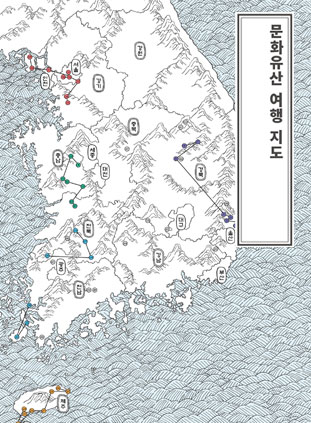 문화유산 여행 지도
서울
인천
경기
강원
충북
세종
충남
대전
경북
전북
대구
울산
광주
경남
부산
전남
제주